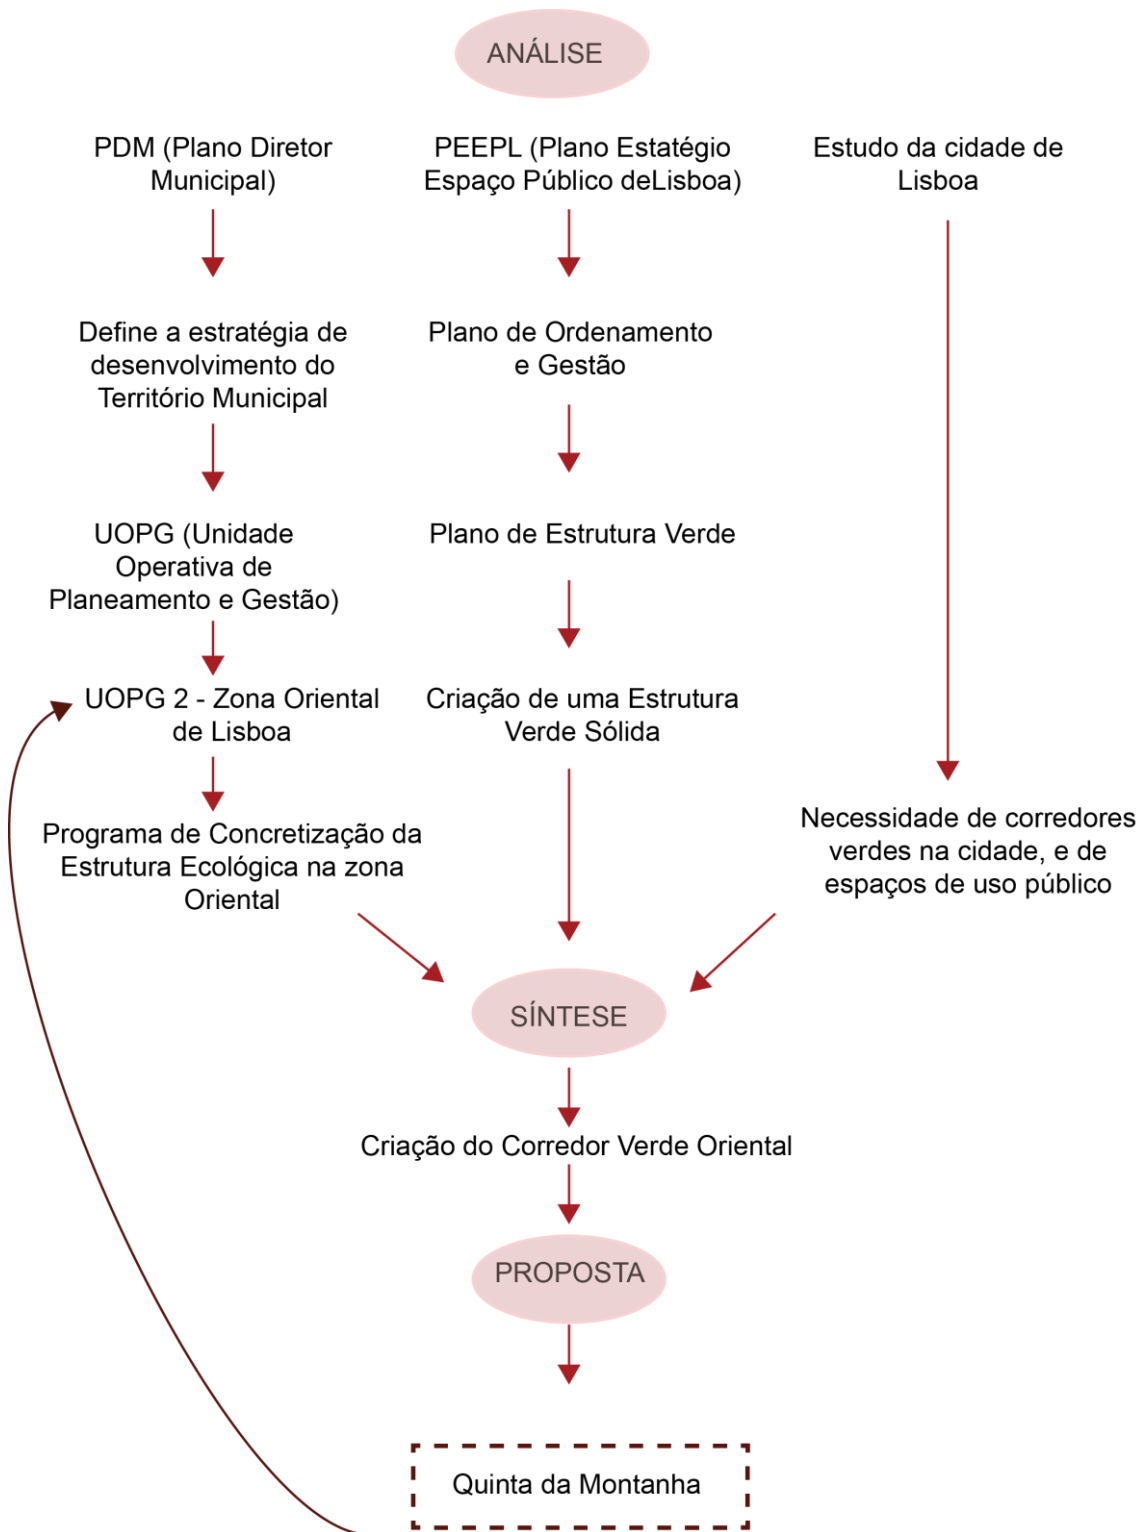 ANÁLISE
PDM (Plano Diretor
Municipal)
PEEPL (Plano Estatégio
Espaço Público deLisboa)
Estudo da cidade de
Lisboa
Define a estratégia de
desenvolvimento do
Território Municipal
Plano de Ordenamento
e Gestão
UOPG (Unidade
Operativa de
Planeamento e Gestão)
Plano de Estrutura Verde
UOPG 2 - Zona Oriental
de Lisboa
Criação de uma Estrutura
Verde Sólida
Programa de Concretização da
Estrutura Ecológica na zona
Oriental
Necessidade de corredores
verdes na cidade, e de
espaços de uso público
SÍNTESE
Criação do Corredor Verde Oriental
PROPOSTA
Quinta da Montanha